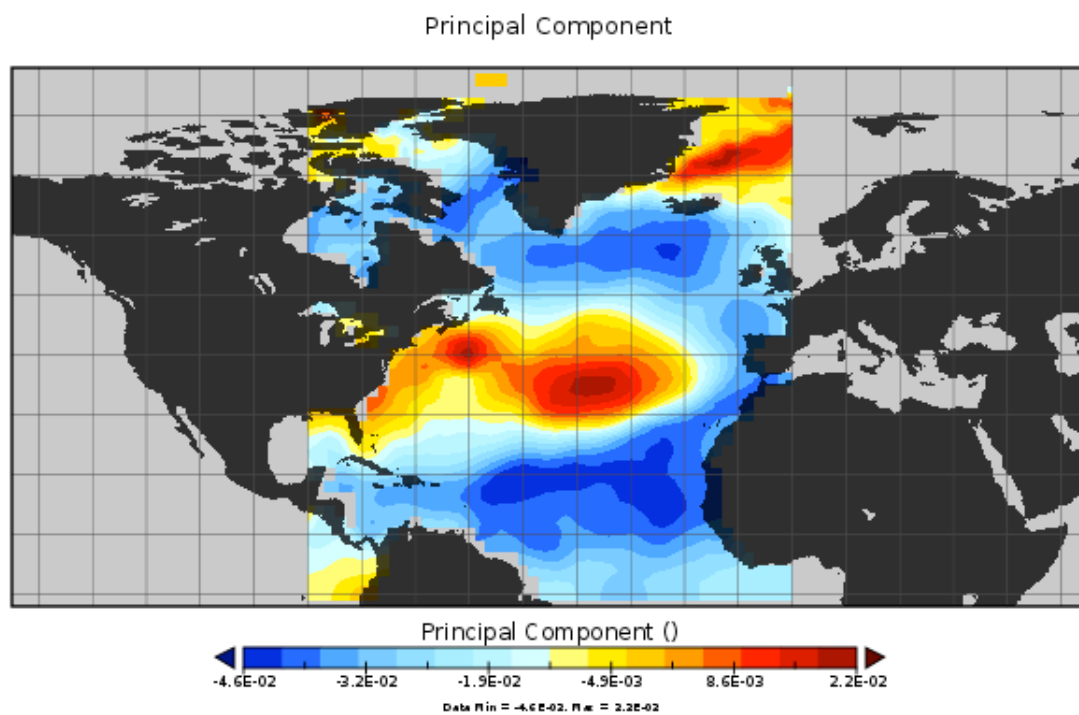 Principal Component
Principal Component ()
-4.6E-02 -3.2E-02 -1.9E-02 -4.9E-03 8.6E-03 2.2E-02
Data Min = -4.6E-02, Max = 2.2E-02